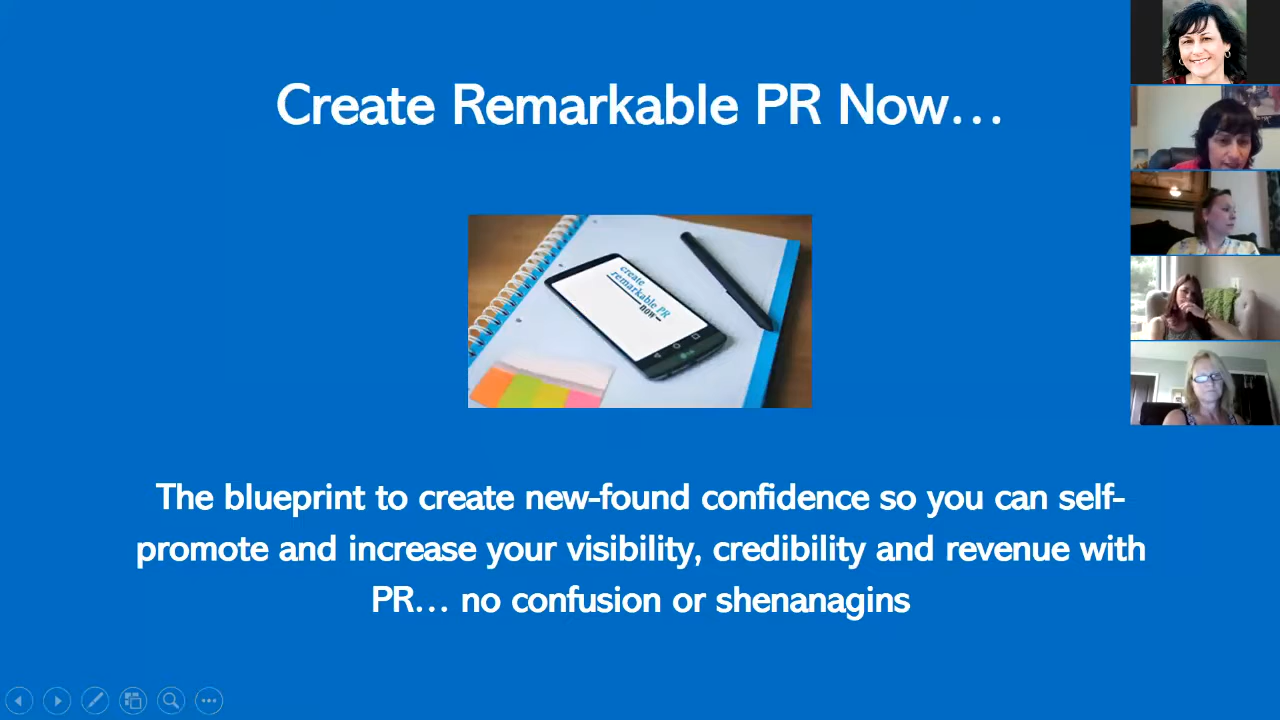 Create Remarkable PR Now...
create
remarkable PR
now
The blueprint to create new-found confidence so you can self-
promote and increase your visibility, credibility and revenue with
PR... no confusion or shenanagins